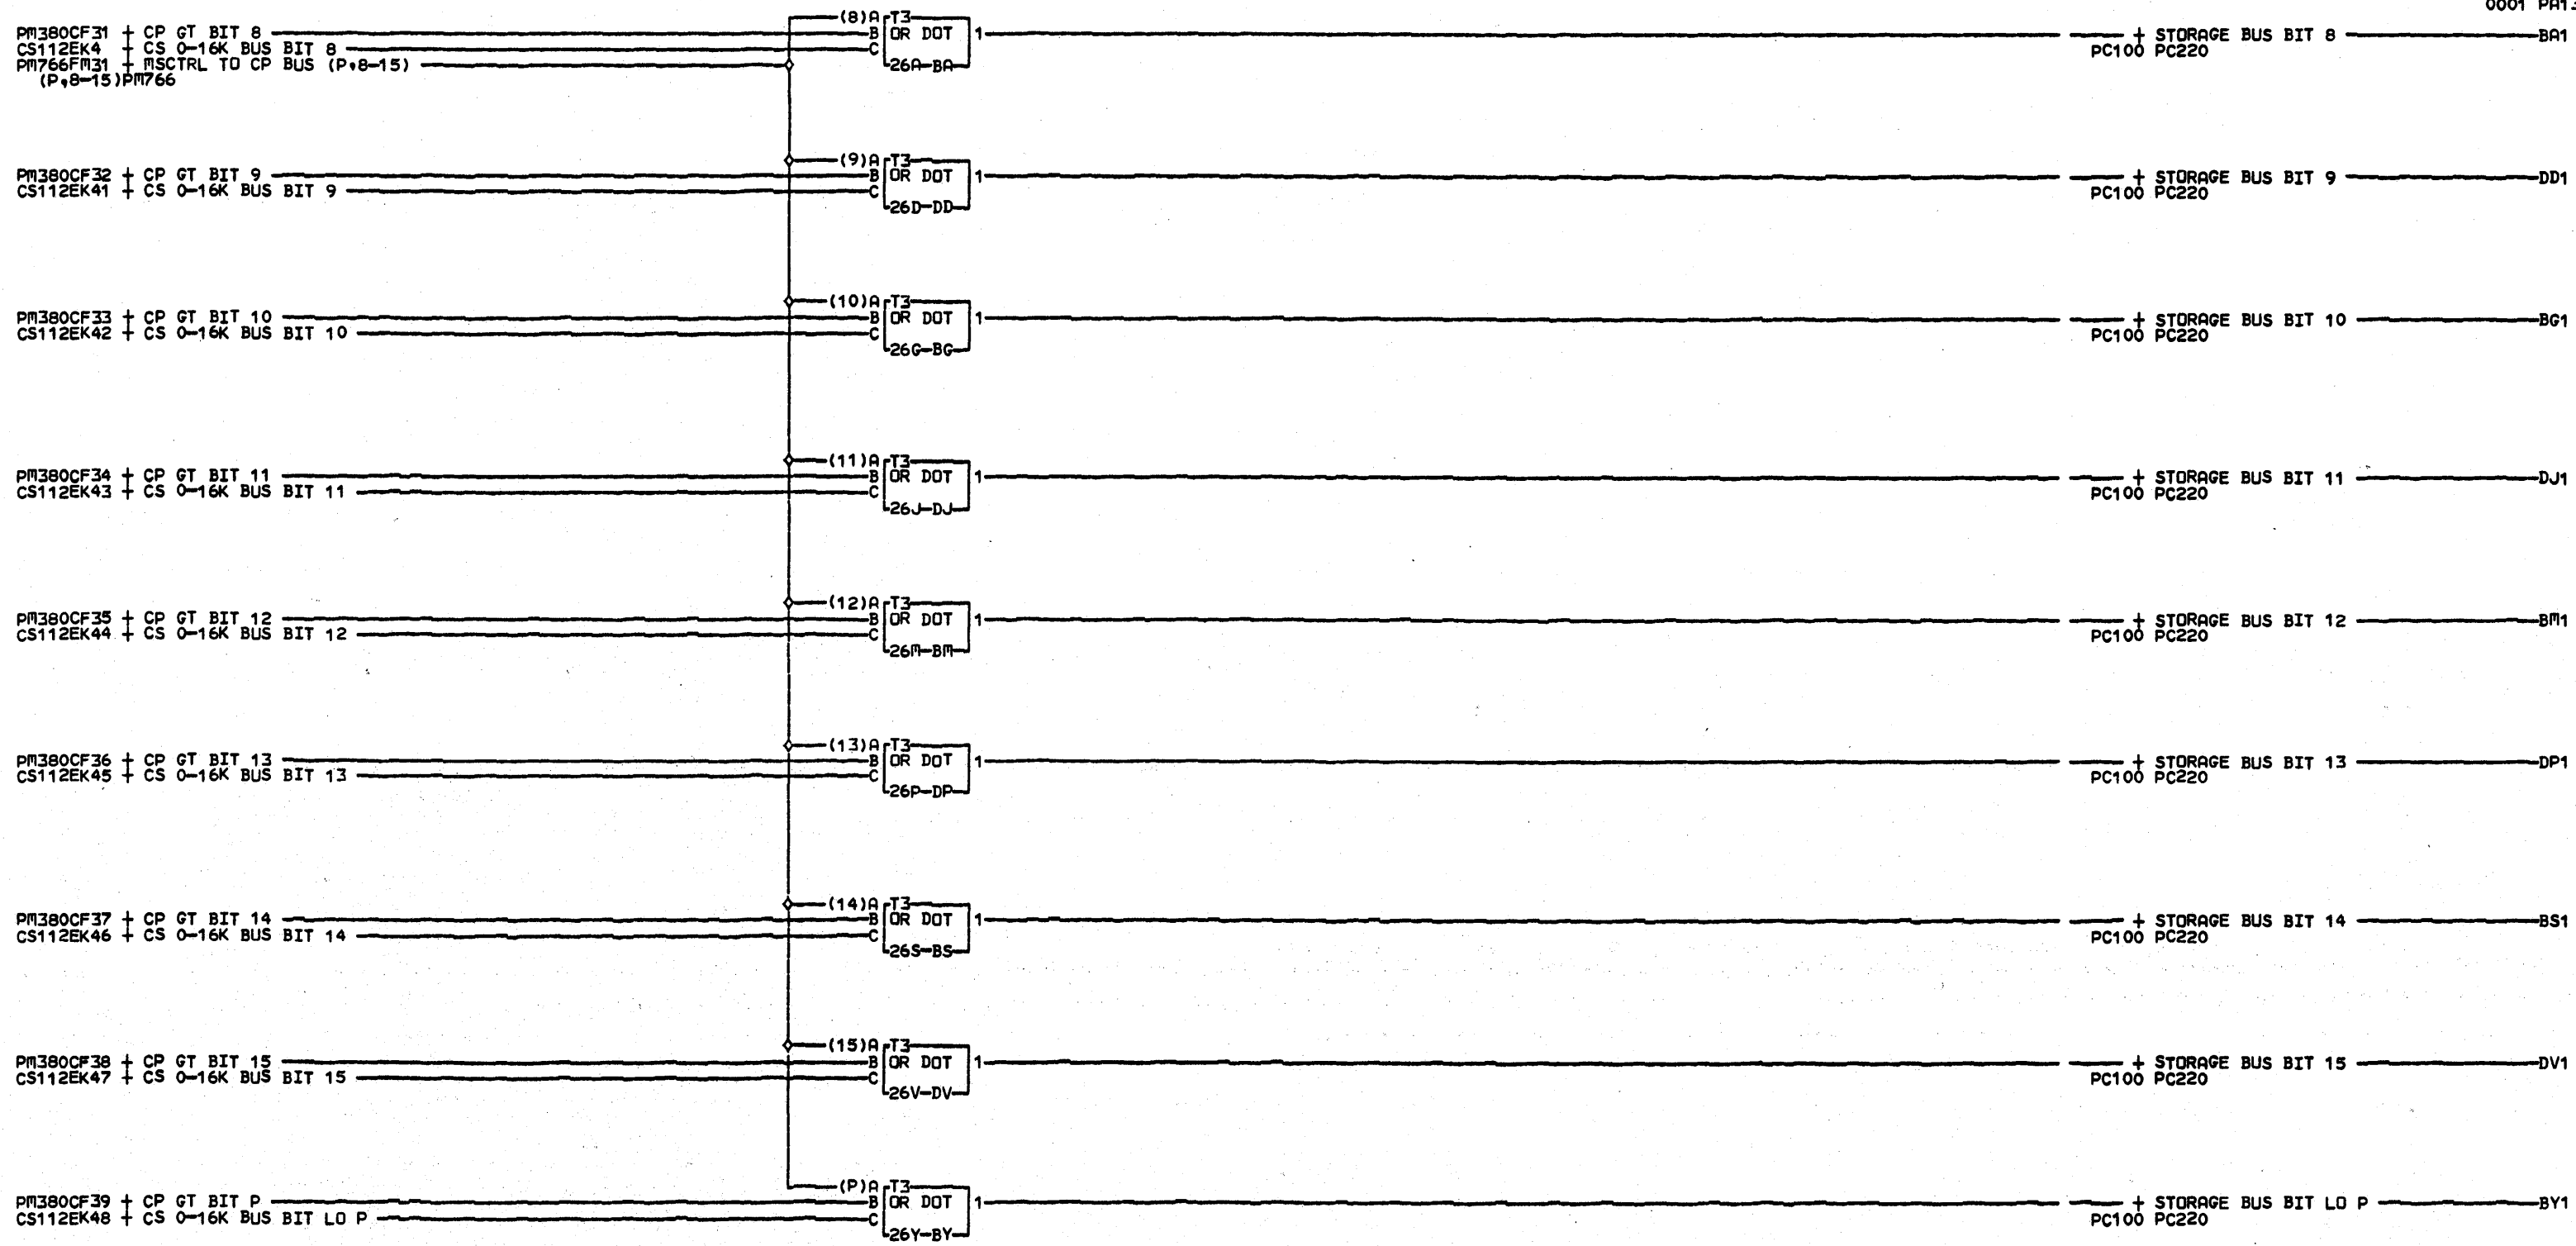 0001 PA13
(8)A T3
PM380CF31 + CP GT BIT 8 B OR DOT 1 + STORAGE BUS BIT 8 BA1
CS112EK4 + CS 0-16K BUS BIT 8 C PC100 PC220
PM766FM31 + MSCTRL TO CP BUS (P,8-15) 26A-BA
(P,8-15)PM766
(9)A T3
PM380CF32 + CP GT BIT 9 B OR DOT 1 + STORAGE BUS BIT 9 DD1
CS112EK41 + CS 0-16K BUS BIT 9 C PC100 PC220
26D-DD
(10)A T3
PM380CF33 + CP GT BIT 10 B OR DOT 1 + STORAGE BUS BIT 10 BG1
CS112EK42 + CS 0-16K BUS BIT 10 C PC100 PC220
26G-BG
(11)A T3
PM380CF34 + CP GT BIT 11 B OR DOT 1 + STORAGE BUS BIT 11 DJ1
CS112EK43 + CS 0-16K BUS BIT 11 C PC100 PC220
26J-DJ
(12)A T3
PM380CF35 + CP GT BIT 12 B OR DOT 1 + STORAGE BUS BIT 12 BM1
CS112EK44 + CS 0-16K BUS BIT 12 C PC100 PC220
26M-BM
(13)A T3
PM380CF36 + CP GT BIT 13 B OR DOT 1 + STORAGE BUS BIT 13 DP1
CS112EK45 + CS 0-16K BUS BIT 13 C PC100 PC220
26P-DP
(14)A T3
PM380CF37 + CP GT BIT 14 B OR DOT 1 + STORAGE BUS BIT 14 BS1
CS112EK46 + CS 0-16K BUS BIT 14 C PC100 PC220
26S-BS
(15)A T3
PM380CF38 + CP GT BIT 15 B OR DOT 1 + STORAGE BUS BIT 15 DV1
CS112EK47 + CS 0-16K BUS BIT 15 C PC100 PC220
26V-DV
(P)A T3
PM380CF39 + CP GT BIT P B OR DOT 1 + STORAGE BUS BIT LO P BY1
CS112EK48 + CS 0-16K BUS BIT LO P C PC100 PC220
26Y-BY